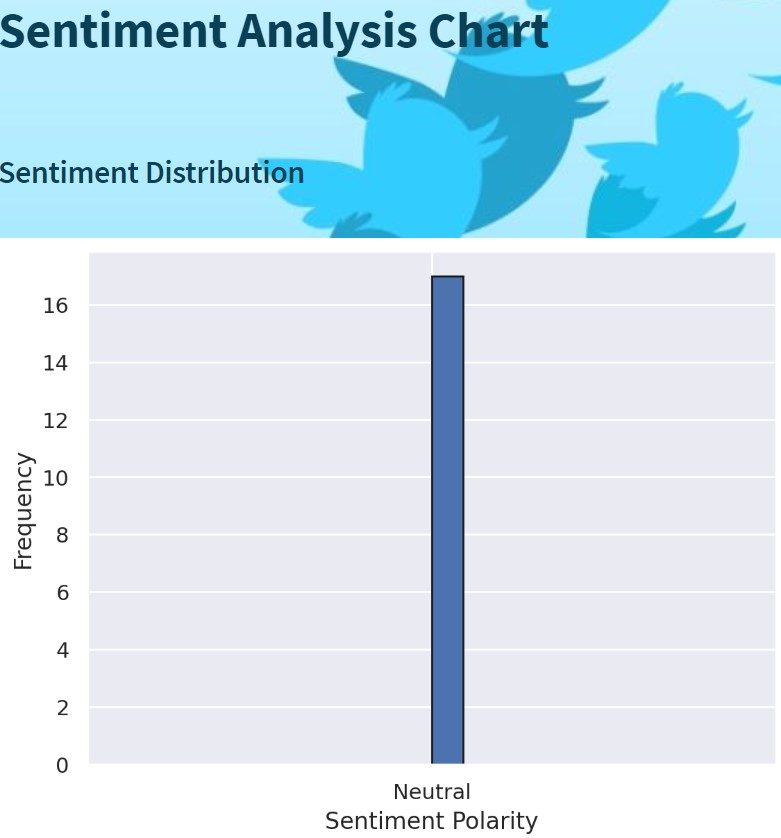 Sentiment Analysis Chart
Sentiment Distribution
16
14
12
10
8
6
4
2
0
Frequency
Neutral
Sentiment Polarity